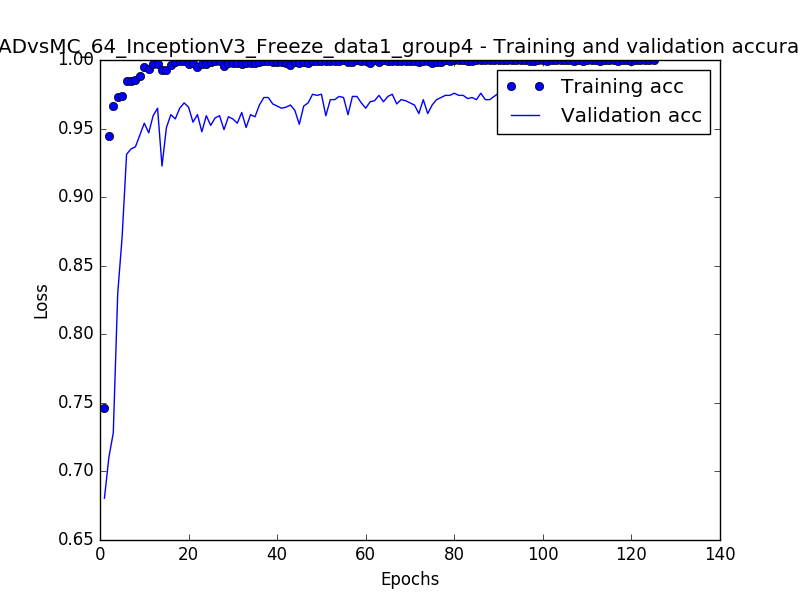 ADvsMC_64_InceptionV3_Freeze_data1_group4 - Training and validation accura
1.00
0.95
0.90
0.85
0.80
0.75
0.70
0.65
Loss
Training acc
Validation acc
0 20 40 60 80 100 120 140
Epochs